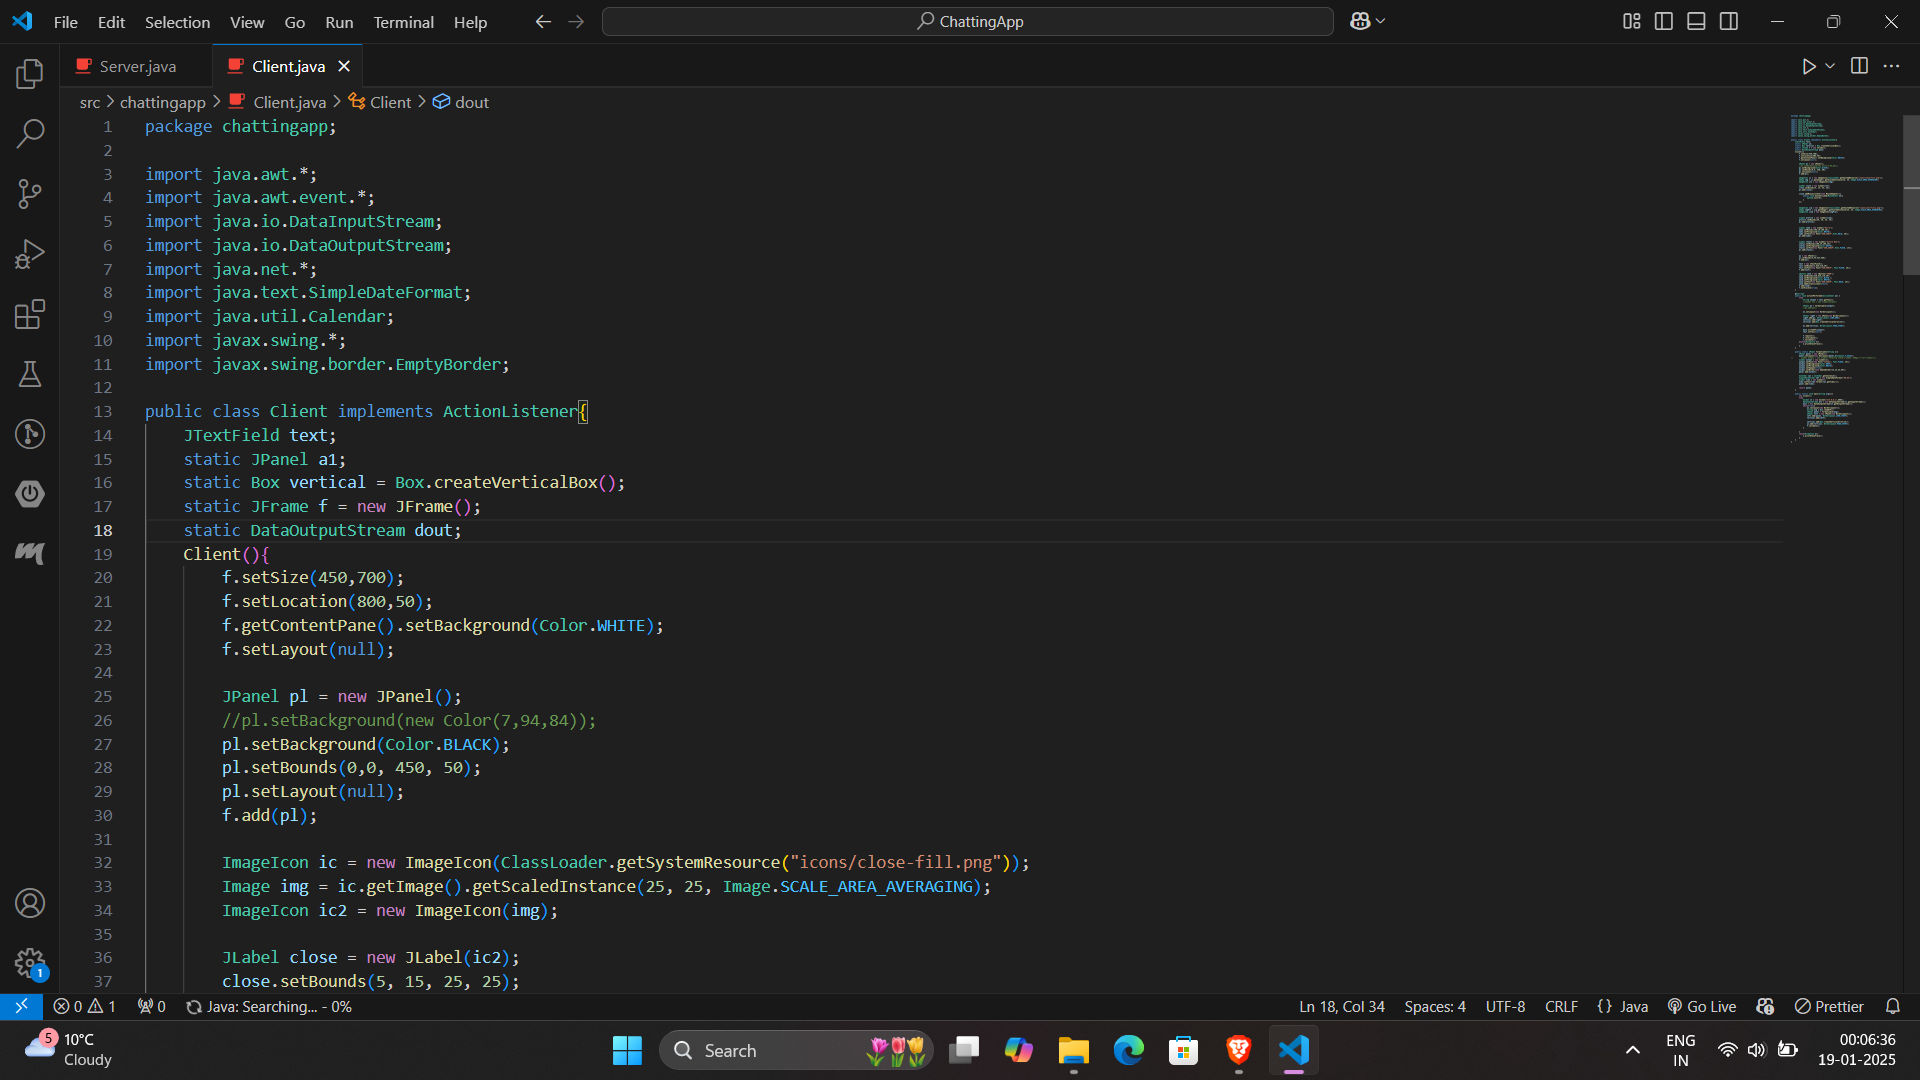 File Edit Selection View Go Run Terminal Help
ChattingApp
Server.java
Client.java
src > chattingapp > Client.java > Client > dout
1 package chattingapp;
2
3 import java.awt.*;
4 import java.awt.event.*;
5 import java.io.DataInputStream;
6 import java.io.DataOutputStream;
7 import java.net.*;
8 import java.text.SimpleDateFormat;
9 import java.util.Calendar;
10 import javax.swing.*;
11 import javax.swing.border.EmptyBorder;
12
13 public class Client implements ActionListener{
14 JTextField text;
15 static JPanel a1;
16 static Box vertical = Box.createVerticalBox();
17 static JFrame f = new JFrame();
18 static DataOutputStream dout;
19 Client(){
20 f.setSize(450,700);
21 f.setLocation(800,50);
22 f.getContentPane().setBackground(Color.WHITE);
23 f.setLayout(null);
24
25 JPanel pl = new JPanel();
26 //pl.setBackground(new Color(7,94,84));
27 pl.setBackground(Color.BLACK);
28 pl.setBounds(0,0, 450, 50);
29 pl.setLayout(null);
30 f.add(pl);
31
32 ImageIcon ic = new ImageIcon(ClassLoader.getSystemResource("icons/close-fill.png"));
33 Image img = ic.getImage().getScaledInstance(25, 25, Image.SCALE_AREA_AVERAGING);
34 ImageIcon ic2 = new ImageIcon(img);
35
36 JLabel close = new JLabel(ic2);
37 close.setBounds(5, 15, 25, 25);
1
0 1 0 Java: Searching... - 0% Ln 18, Col 34 Spaces: 4 UTF-8 CRLF {} Java Go Live Prettier
5
10°C
Cloudy
Search
ENG
IN
00:06:36
19-01-2025